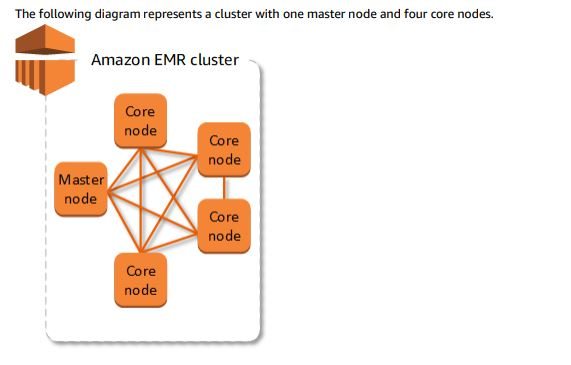 The following diagram represents a cluster with one master node and four core nodes.
Amazon EMR cluster
Core
node
Core
node
Master
node
Core
node
Core
node